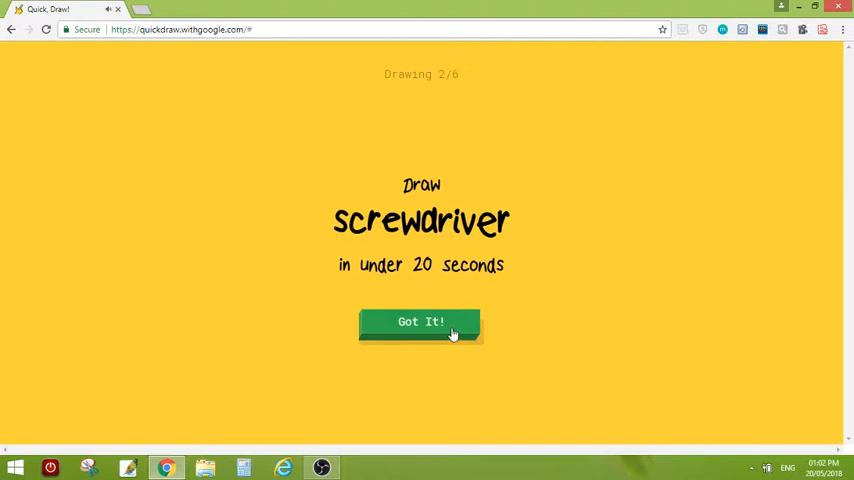 Quick, Draw!
Secure
https://quickdraw.withgoogle.com/#
Drawing 2/6
Draw
screwdriver
in under 20 seconds
Got It!
ENG
01:02 PM
20/05/2018